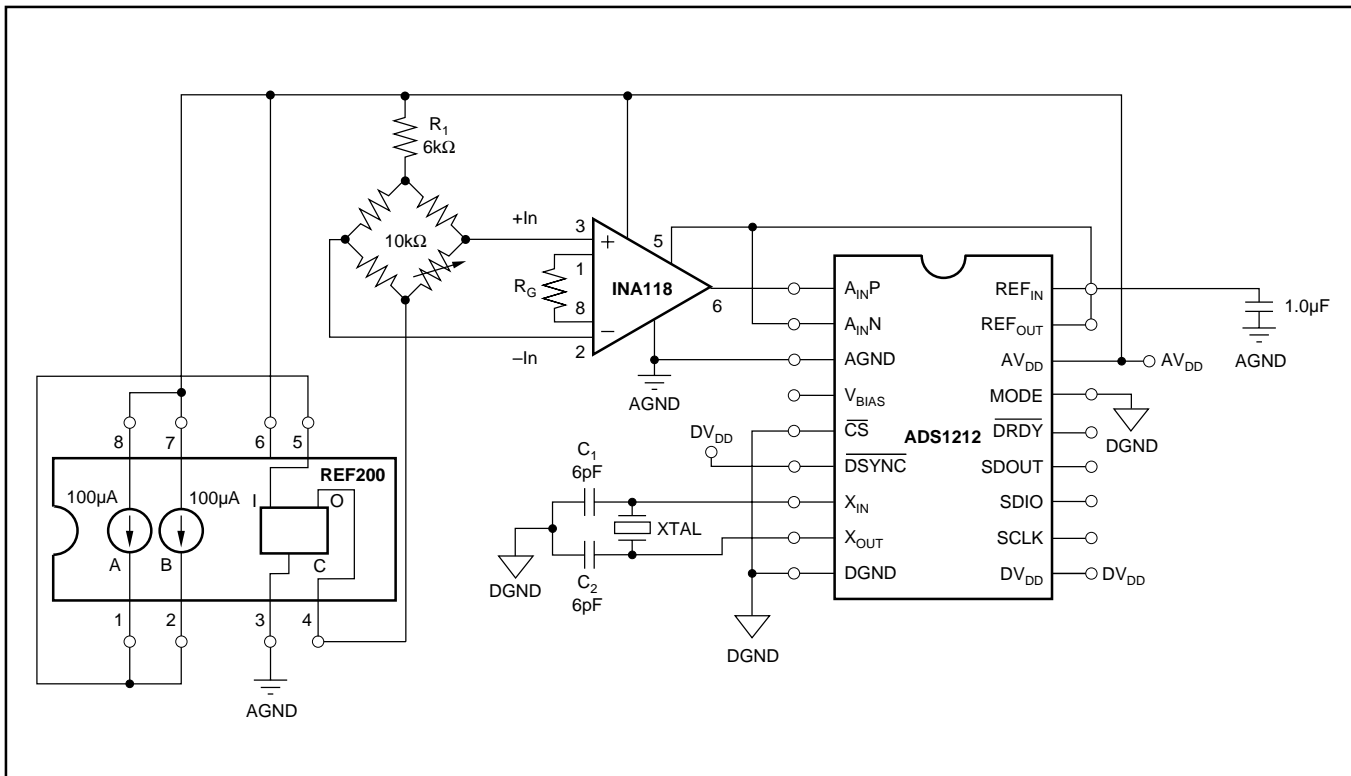 R1
6kΩ
10kΩ
+In
–In
RG
3
1
8
2
5
6
+
–
INA118
AGND
AINP
AINN
AGND
VBIAS
CS
DSYNC
XIN
XOUT
DGND
ADS1212
REFIN
REFOUT
AVDD
MODE
DRDY
SDOUT
SDIO
SCLK
DVDD
1.0µF
AGND
AVDD
DGND
DVDD
DVDD
C1
6pF
XTAL
C2
6pF
DGND
DGND
8
7
6
5
REF200
100µA
100µA
I
O
A
B
C
1
2
3
4
AGND